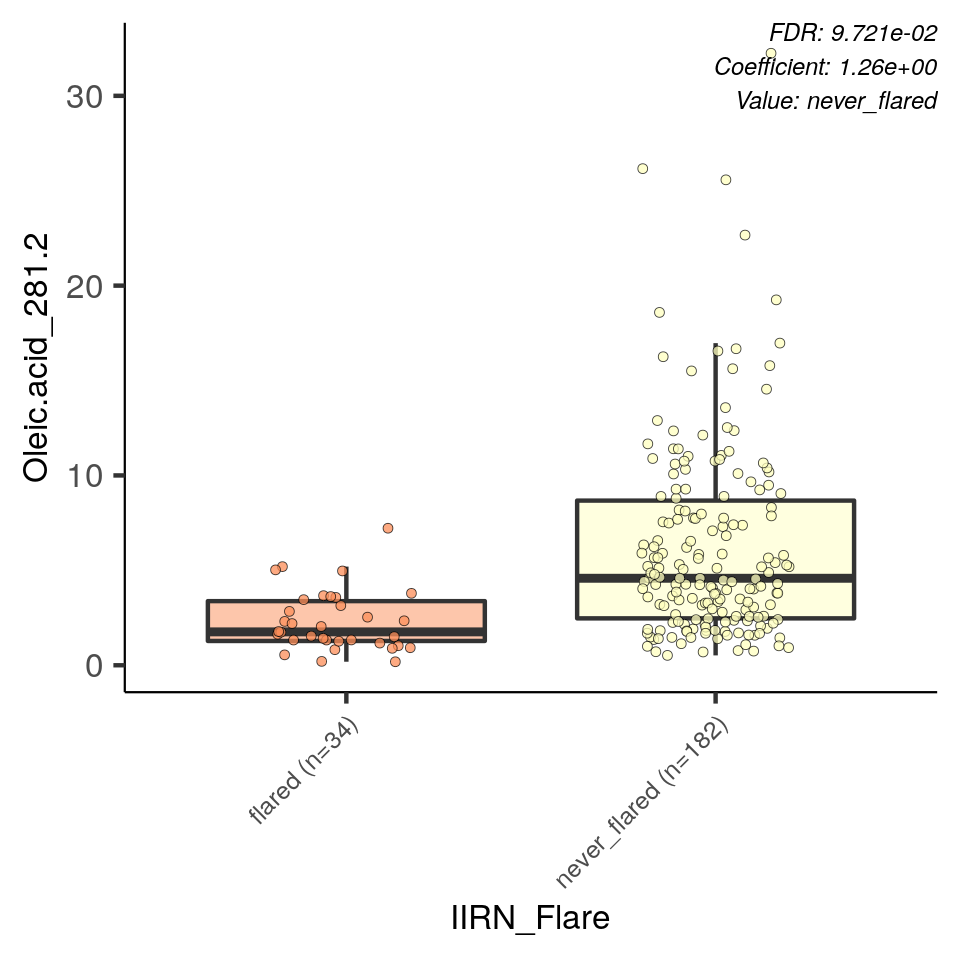 FDR: 9.721e-02
Coefficient: 1.26e+00
Value: never_flared
Oleic.acid_281.2
30
20
10
0
flared (n=34)
never_flared (n=182)
IIRN_Flare